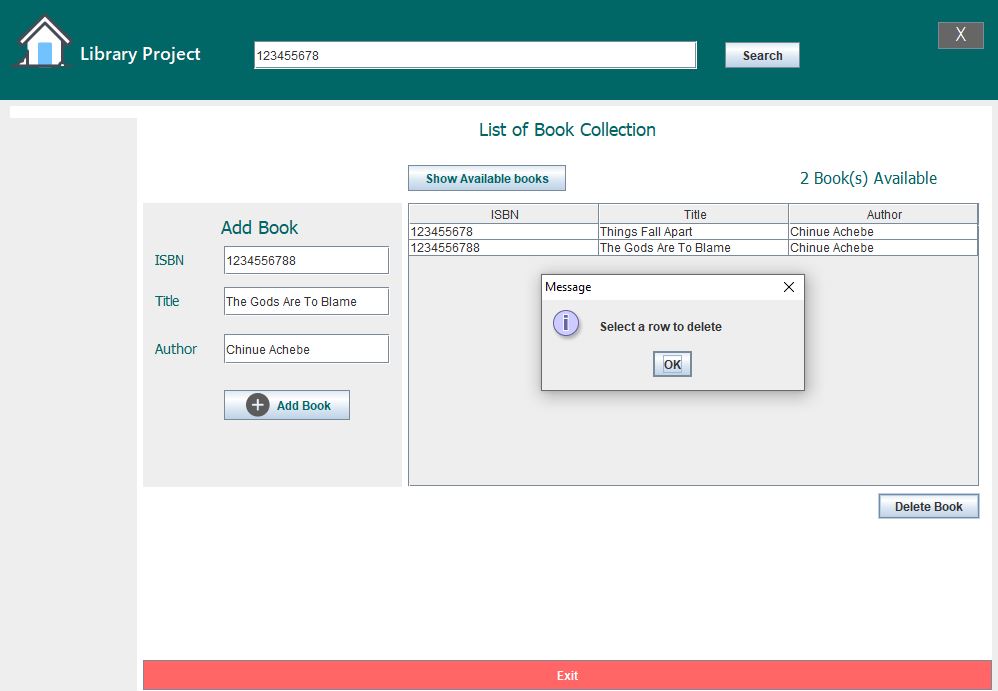 Library Project
123455678
Search
X
List of Book Collection
Show Available books
2 Book(s) Available
Add Book
ISBN
1234556788
Title
The Gods Are To Blame
Author
Chinue Achebe
Add Book
ISBN Title Author
123455678 Things Fall Apart Chinue Achebe
1234556788 The Gods Are To Blame Chinue Achebe
Message
i
Select a row to delete
OK
Delete Book
Exit